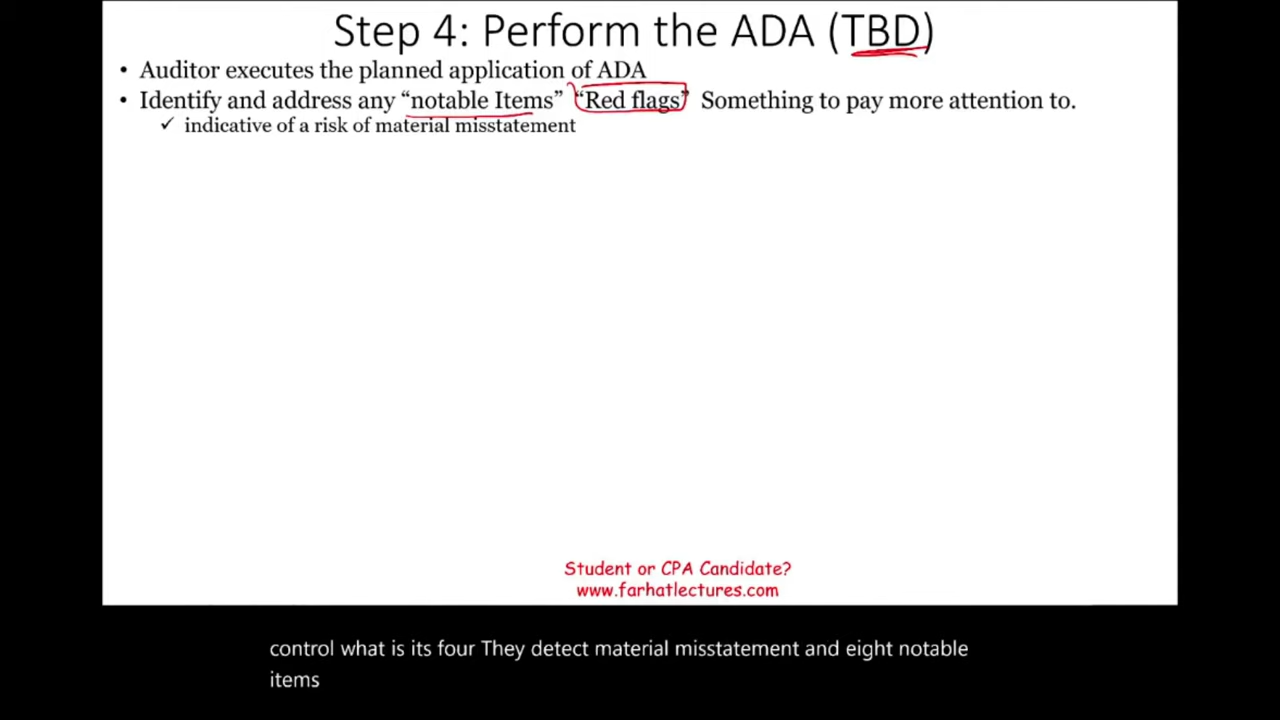 Step 4: Perform the ADA (TBD)
• Auditor executes the planned application of ADA
• Identify and address any “notable Items” “Red flags” Something to pay more attention to.
✓ indicative of a risk of material misstatement
Student or CPA Candidate?
www.farhatlectures.com
control what is its four They detect material misstatement and eight notable
items